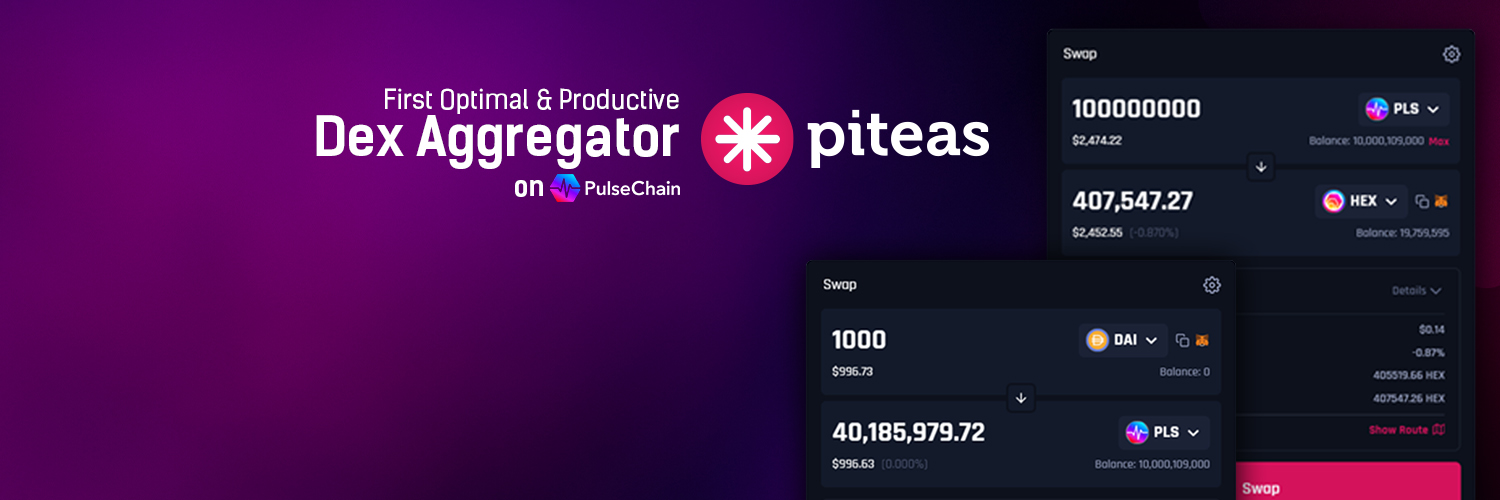 First Optimal & Productive
Dex Aggregator
on PulseChain
piteas
Swap
100000000 PLS
$2,474.22 Balance: 10,000,109,000 Max
407,547.27 HEX
$2,452.55 (-0.870%) Balance: 19,759,595
Details
$0.14
-0.87%
405519.66 HEX
407547.26 HEX
Show Route
Swap
Swap
1000 DAI
$996.73 Balance: 0
40,185,979.72 PLS
$996.63 (0.000%) Balance: 10,000,109,000